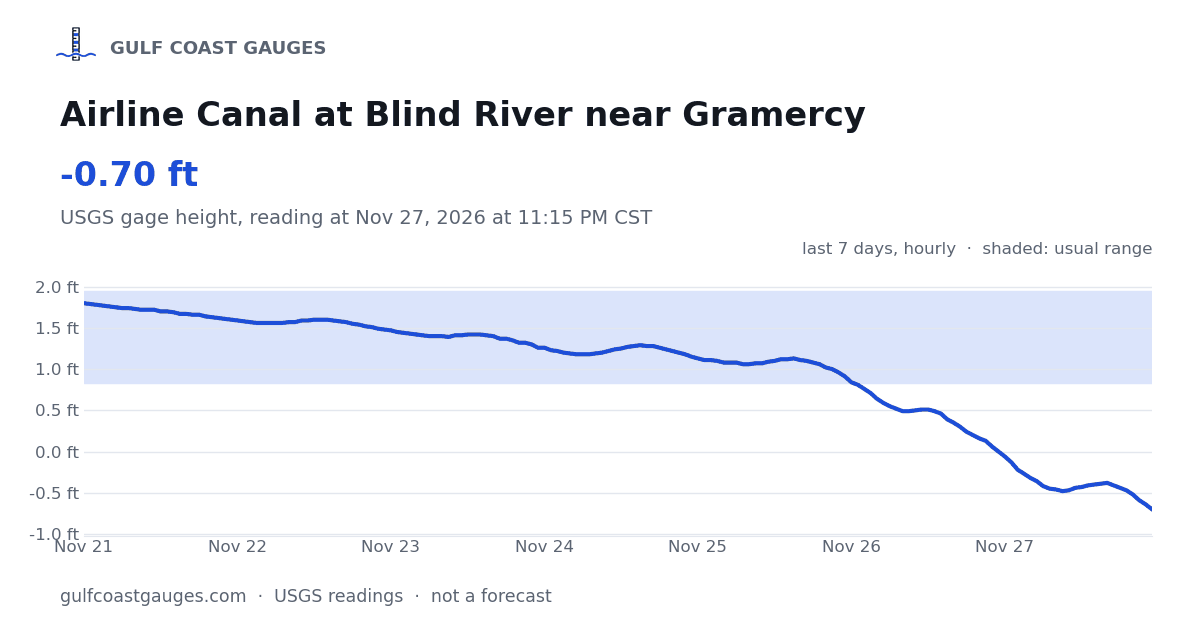 GULF COAST GAUGES
Airline Canal at Blind River near Gramercy
-0.70 ft
USGS gage height, reading at Nov 27, 2026 at 11:15 PM CST
last 7 days, hourly · shaded: usual range
2.0 ft
1.5 ft
1.0 ft
0.5 ft
0.0 ft
-0.5 ft
-1.0 ft
Nov 21 Nov 22 Nov 23 Nov 24 Nov 25 Nov 26 Nov 27
gulfcoastgauges.com · USGS readings · not a forecast